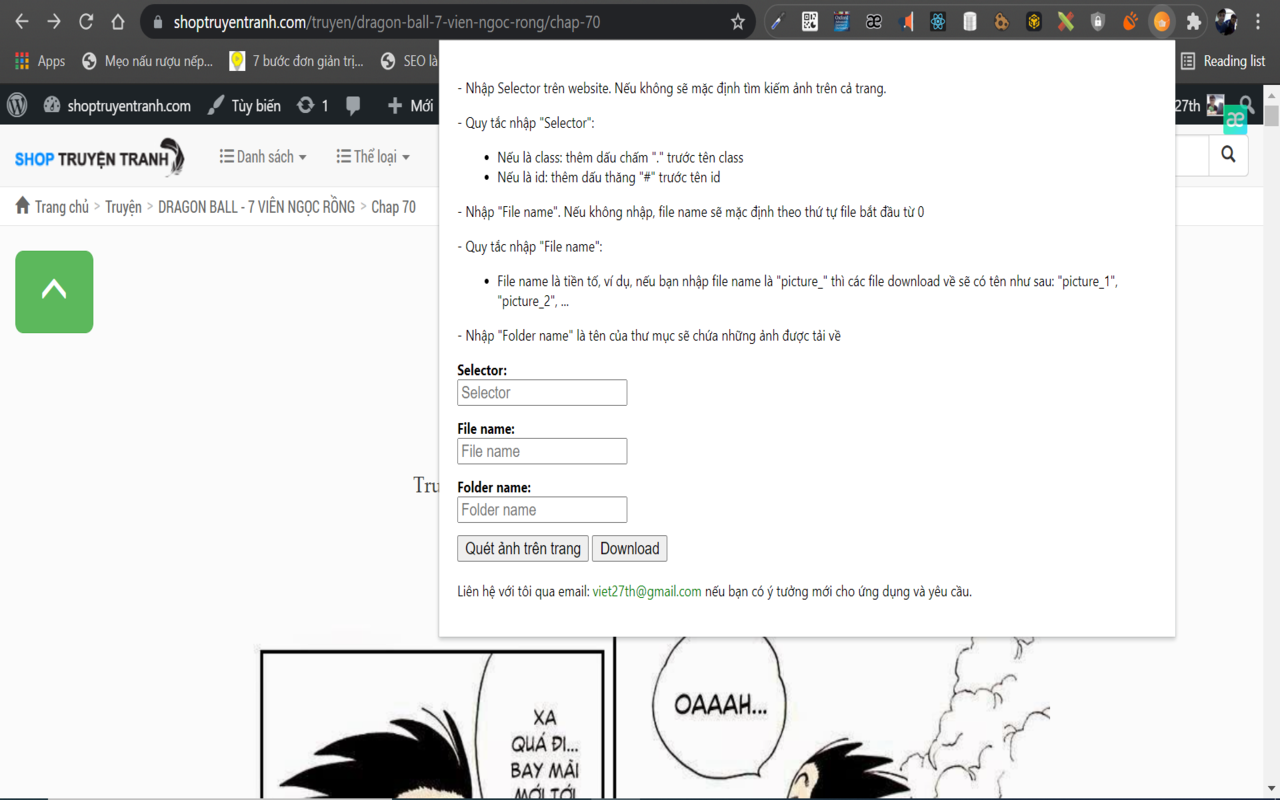 shoptruyentranh.com/truyen/dragon-ball-7-vien-ngoc-rong/chap-70
Apps
Mẹo nấu rượu nếp...
7 bước đơn giản trị...
SEO là
Reading list
shoptruyentranh.com
Tùy biến
1
Mới
27th
SHOP TRUYỆN TRANH
Danh sách
Thể loại
Trang chủ > Truyện > DRAGON BALL - 7 VIÊN NGỌC RỒNG > Chap 70
- Nhập Selector trên website. Nếu không sẽ mặc định tìm kiếm ảnh trên cả trang.
- Quy tắc nhập "Selector":
• Nếu là class: thêm dấu chấm "." trước tên class
• Nếu là id: thêm dấu thăng "#" trước tên id
- Nhập "File name". Nếu không nhập, file name sẽ mặc định theo thứ tự file bắt đầu từ 0
- Quy tắc nhập "File name":
• File name là tiền tố, ví dụ, nếu bạn nhập file name là "picture_" thì các file download về sẽ có tên như sau: "picture_1",
"picture_2", ...
- Nhập "Folder name" là tên của thư mục sẽ chứa những ảnh được tải về
Selector:
Selector
File name:
File name
Folder name:
Folder name
Quét ảnh trên trang
Download
Liên hệ với tôi qua email: viet27th@gmail.com nếu bạn có ý tưởng mới cho ứng dụng và yêu cầu.
XA
QUÁ ĐI...
BAY MÃI
MỚI TỚI
OAAAH...